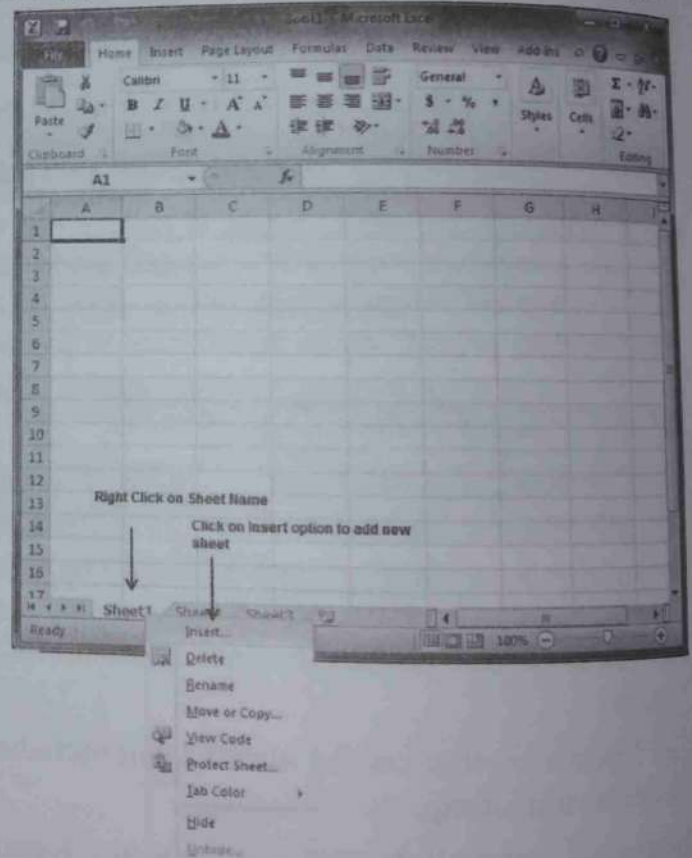 Book1 - Microsoft Excel
File Home Insert Page Layout Formulas Data Review View Add-Ins
Calibri 11 General
Paste B I U A A $ % , Styles Cells Σ
A
Clipboard Font Alignment Number Editing
A1 fx
A B C D E F G H I
1
2
3
4
5
6
7
8
9
10
11
12
13 Right Click on Sheet Name
14 Click on Insert option to add new
sheet
15
16
17
Sheet1 Sheet3
Ready 100%
Insert...
Delete
Rename
Move or Copy...
View Code
Protect Sheet...
Tab Color
Hide
Unhide...